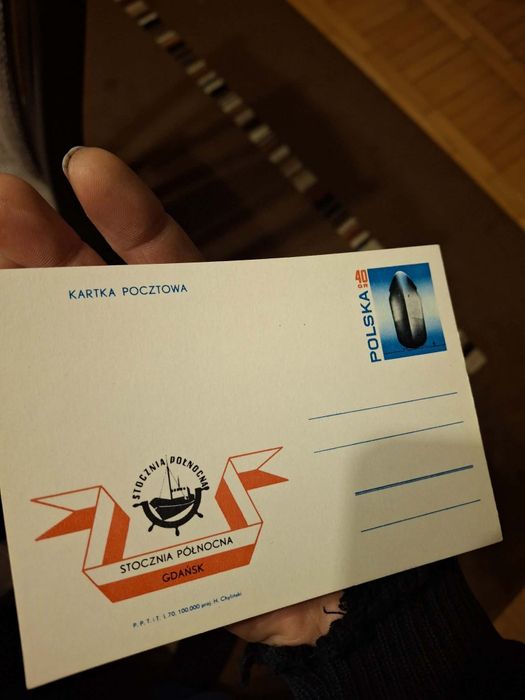 KARTKA POCZTOWA
40 GR
POLSKA
STOCZNIA PÓŁNOCNA
STOCZNIA PÓŁNOCNA
GDAŃSK
P. P. T. i T. I. 70. 100.000 proj. H. Chyliński